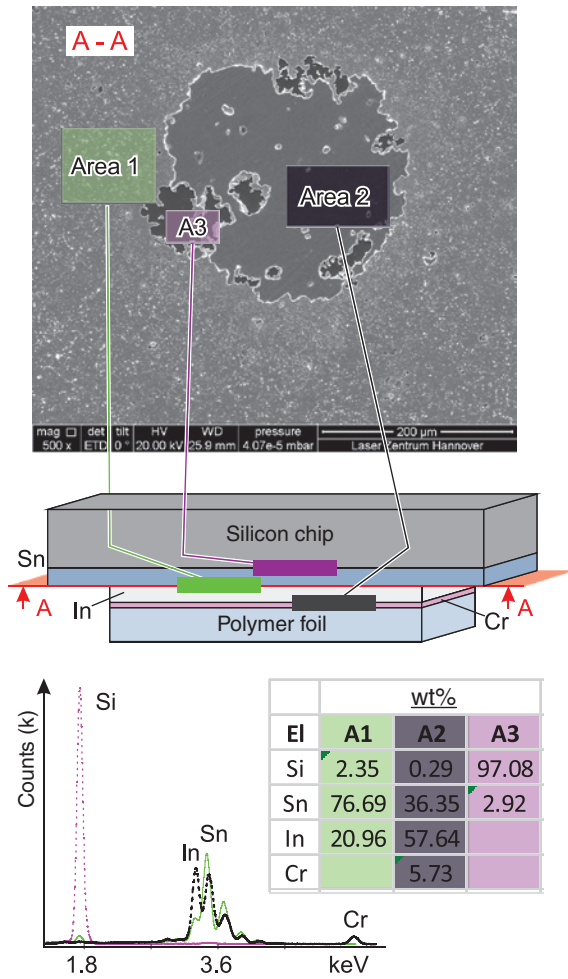 A - A
Area 1
Area 2
A3
mag □ det tilt HV WD pressure 200 µm
500 x ETD 0 ° 20.00 kV 25.9 mm 4.07e-5 mbar Laser Zentrum Hannover
Silicon chip
Sn
A In Cr A
Polymer foil
Counts (k)
Si
Sn
In
Cr
1.8 3.6 keV
wt%
El A1 A2 A3
Si 2.35 0.29 97.08
Sn 76.69 36.35 2.92
In 20.96 57.64
Cr 5.73